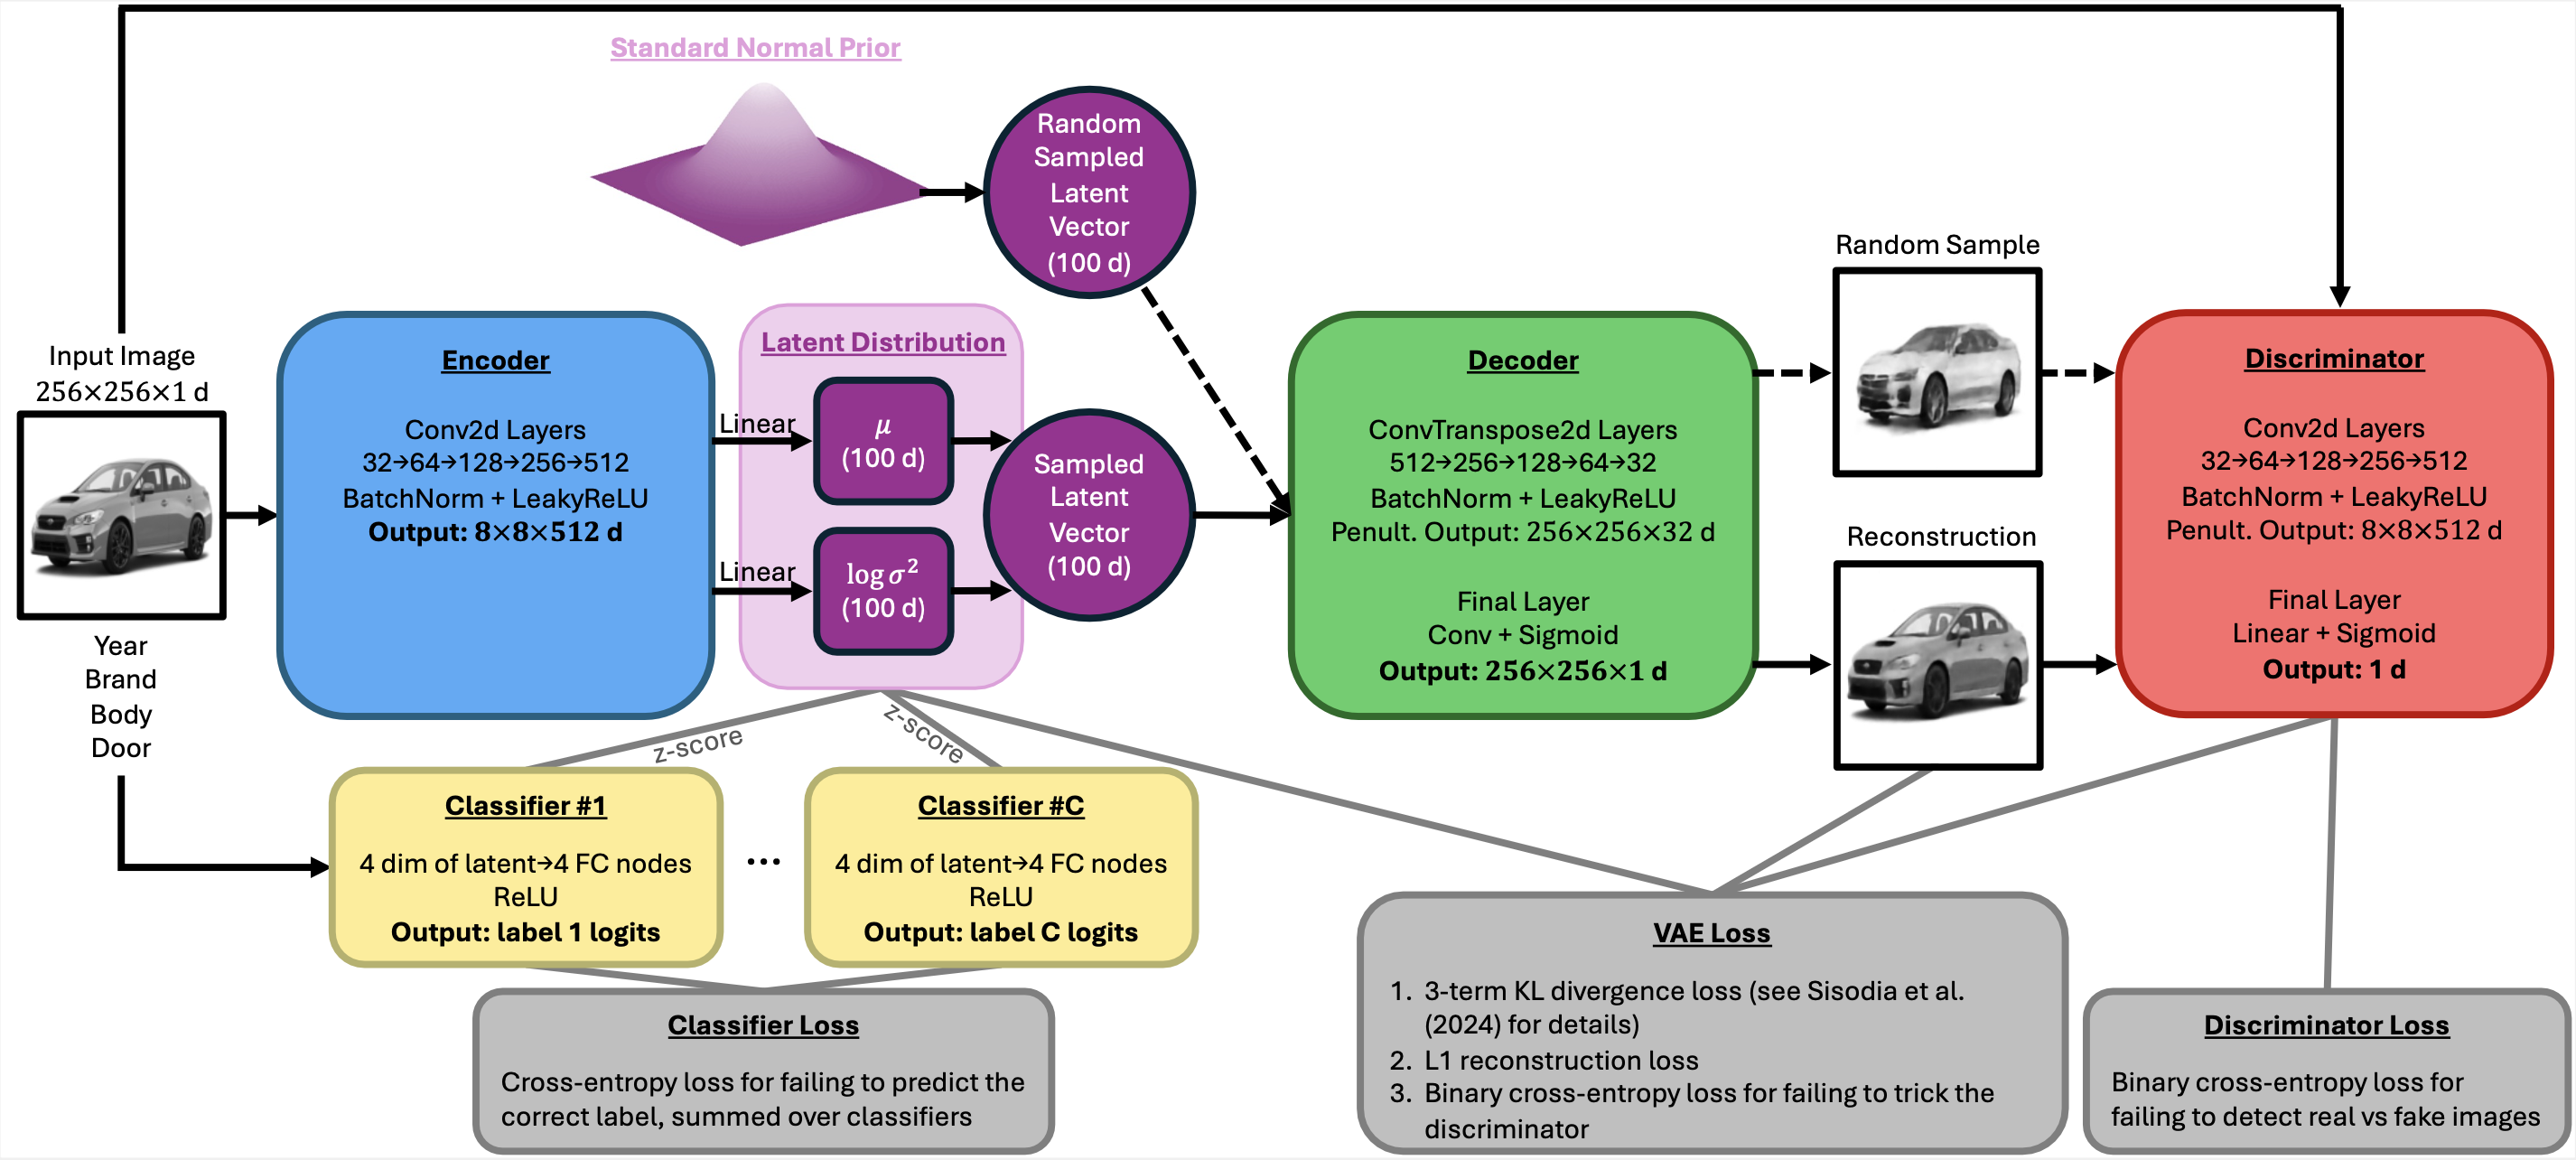 Standard Normal Prior
Random
Sampled
Latent
Vector
(100 d)
Input Image
256×256×1 d
Year
Brand
Body
Door
Encoder
Conv2d Layers
32→64→128→256→512
BatchNorm + LeakyReLU
Output: 8×8×512 d
Linear
Linear
Latent Distribution
μ
(100 d)
log σ²
(100 d)
Sampled
Latent
Vector
(100 d)
Decoder
ConvTranspose2d Layers
512→256→128→64→32
BatchNorm + LeakyReLU
Penult. Output: 256×256×32 d
Final Layer
Conv + Sigmoid
Output: 256×256×1 d
Random Sample
Reconstruction
Discriminator
Conv2d Layers
32→64→128→256→512
BatchNorm + LeakyReLU
Penult. Output: 8×8×512 d
Final Layer
Linear + Sigmoid
Output: 1 d
z-score
z-score
Classifier #1
4 dim of latent→4 FC nodes
ReLU
Output: label 1 logits
...
Classifier #C
4 dim of latent→4 FC nodes
ReLU
Output: label C logits
Classifier Loss
Cross-entropy loss for failing to predict the
correct label, summed over classifiers
VAE Loss
1. 3-term KL divergence loss (see Sisodia et al.
(2024) for details)
2. L1 reconstruction loss
3. Binary cross-entropy loss for failing to trick the
discriminator
Discriminator Loss
Binary cross-entropy loss for
failing to detect real vs fake images